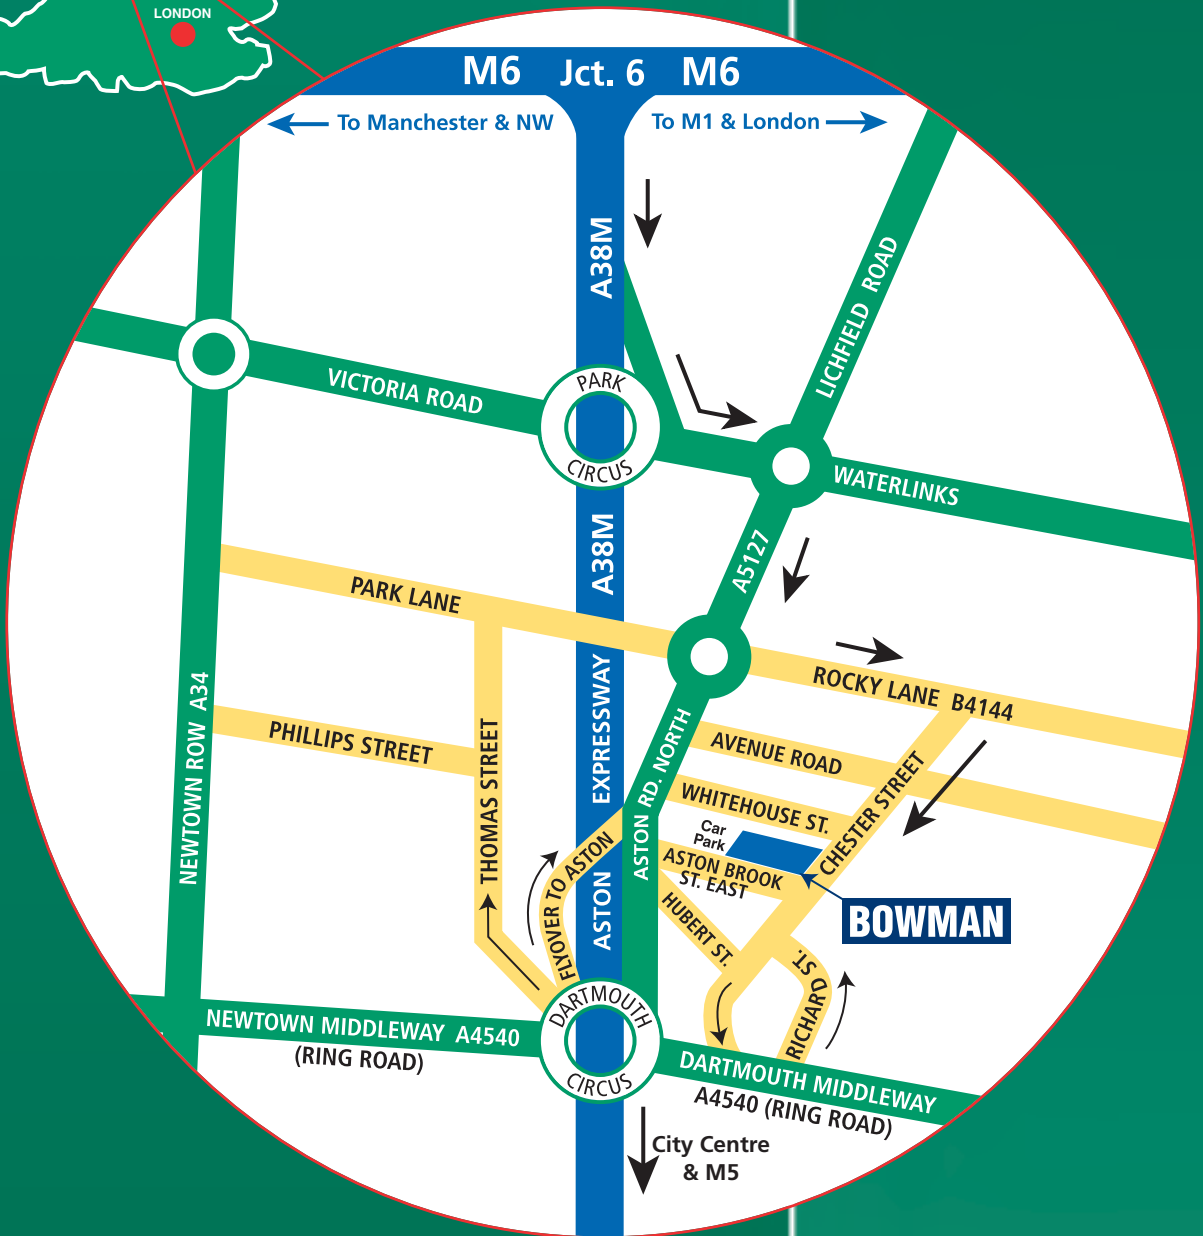 LONDON
M6 Jct. 6 M6
To Manchester & NW
To M1 & London
A38M
LICHFIELD ROAD
VICTORIA ROAD
PARK
CIRCUS
WATERLINKS
A38M
A5127
PARK LANE
ROCKY LANE B4144
NEWTOWN ROW A34
PHILLIPS STREET
THOMAS STREET
ASTON EXPRESSWAY
ASTON RD. NORTH
AVENUE ROAD
WHITEHOUSE ST.
CHESTER STREET
Car
Park
ASTON BROOK
ST. EAST
FLYOVER TO ASTON
HUBERT ST.
BOWMAN
RICHARD ST.
DARTMOUTH
CIRCUS
NEWTOWN MIDDLEWAY A4540
(RING ROAD)
DARTMOUTH MIDDLEWAY
A4540 (RING ROAD)
City Centre
& M5